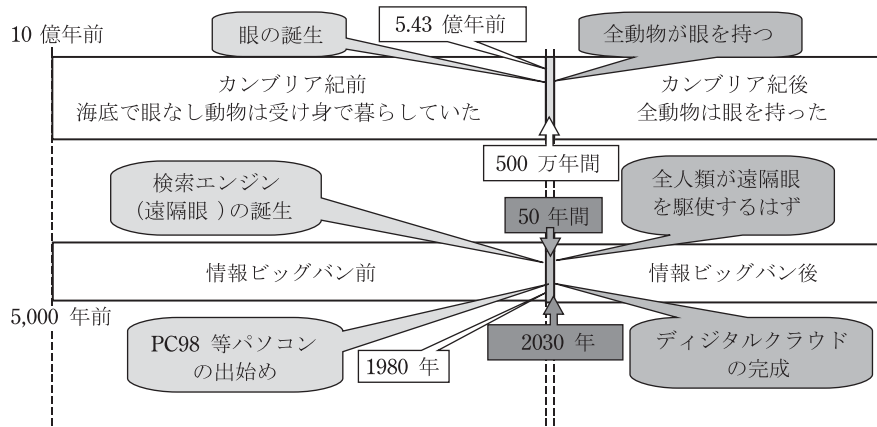 10 億年前
眼の誕生
5.43 億年前
全動物が眼を持つ
カンブリア紀前
海底で眼なし動物は受け身で暮らしていた
カンブリア紀後
全動物は眼を持った
500 万年間
検索エンジン
(遠隔眼 )の誕生
50 年間
全人類が遠隔眼
を駆使するはず
情報ビッグバン前
情報ビッグバン後
5,000 年前
PC98 等パソコン
の出始め
1980 年
2030 年
ディジタルクラウド
の完成